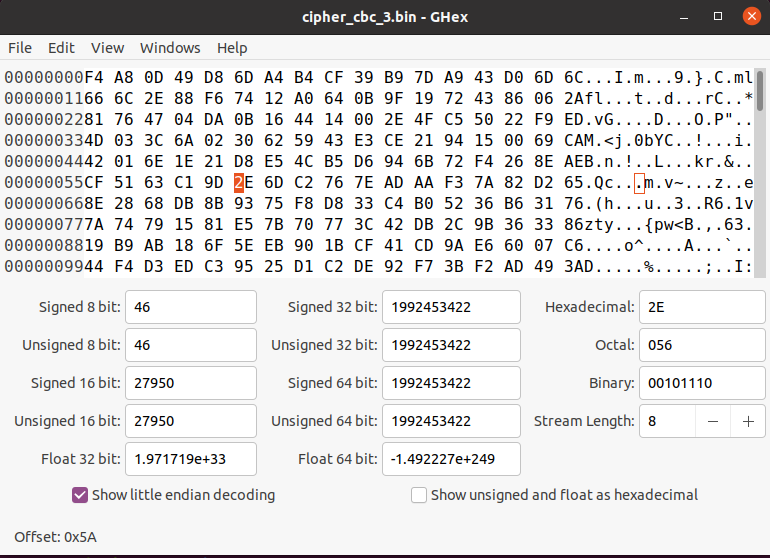 cipher_cbc_3.bin - GHex
File Edit View Windows Help
00000000F4 A8 0D 49 D8 6D A4 B4 CF 39 B9 7D A9 43 D0 6D 6C...I.m...9.}.C.ml
0000001166 6C 2E 88 F6 74 12 A0 64 0B 9F 19 72 43 86 06 2Afl...t..d...rC..*
0000002281 76 47 04 DA 0B 16 44 14 00 2E 4F C5 50 22 F9 ED.vG....D...O.P"..
000000334D 03 3C 6A 02 30 62 59 43 E3 CE 21 94 15 00 69 CAM.<j.0bYC..!...i.
0000004442 01 6E 1E 21 D8 E5 4C B5 D6 94 6B 72 F4 26 8E AEB.n.!..L...kr.&..
00000055CF 51 63 C1 9D 2E 6D C2 76 7E AD AA F3 7A 82 D2 65.Qc...m.v~...z..e
000000668E 28 68 DB 8B 93 75 F8 D8 33 C4 B0 52 36 B6 31 76.(h...u..3..R6.1v
000000777A 74 79 15 81 E5 7B 70 77 3C 42 DB 2C 9B 36 33 86zty...{pw<B.,.63.
0000008819 B9 AB 18 6F 5E EB 90 1B CF 41 CD 9A E6 60 07 C6....o^....A...`..
0000009944 F4 D3 ED C3 95 25 D1 C2 DE 92 F7 3B F2 AD 49 3AD.....%.....;..I:
Signed 8 bit: 46 Signed 32 bit: 1992453422 Hexadecimal: 2E
Unsigned 8 bit: 46 Unsigned 32 bit: 1992453422 Octal: 056
Signed 16 bit: 27950 Signed 64 bit: 1992453422 Binary: 00101110
Unsigned 16 bit: 27950 Unsigned 64 bit: 1992453422 Stream Length: 8
Float 32 bit: 1.971719e+33 Float 64 bit: -1.492227e+249
Show little endian decoding Show unsigned and float as hexadecimal
Offset: 0x5A